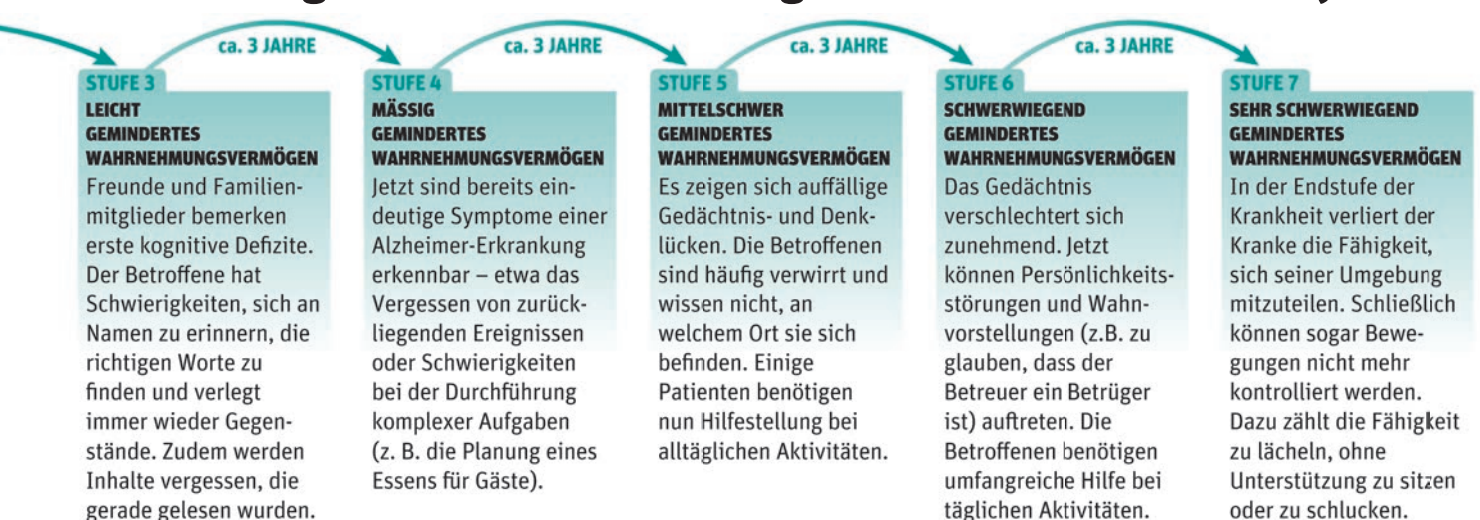 ca. 3 JAHRE
ca. 3 JAHRE
ca. 3 JAHRE
ca. 3 JAHRE
STUFE 3
LEICHT
GEMINDERTES
WAHRNEHMUNGSVERMÖGEN
Freunde und Familien-
mitglieder bemerken
erste kognitive Defizite.
Der Betroffene hat
Schwierigkeiten, sich an
Namen zu erinnern, die
richtigen Worte zu
finden und verlegt
immer wieder Gegen-
stände. Zudem werden
Inhalte vergessen, die
gerade gelesen wurden.
STUFE 4
MÄSSIG
GEMINDERTES
WAHRNEHMUNGSVERMÖGEN
Jetzt sind bereits ein-
deutige Symptome einer
Alzheimer-Erkrankung
erkennbar – etwa das
Vergessen von zurück-
liegenden Ereignissen
oder Schwierigkeiten
bei der Durchführung
komplexer Aufgaben
(z. B. die Planung eines
Essens für Gäste).
STUFE 5
MITTELSCHWER
GEMINDERTES
WAHRNEHMUNGSVERMÖGEN
Es zeigen sich auffällige
Gedächtnis- und Denk-
lücken. Die Betroffenen
sind häufig verwirrt und
wissen nicht, an
welchem Ort sie sich
befinden. Einige
Patienten benötigen
nun Hilfestellung bei
alltäglichen Aktivitäten.
STUFE 6
SCHWERWIEGEND
GEMINDERTES
WAHRNEHMUNGSVERMÖGEN
Das Gedächtnis
verschlechtert sich
zunehmend. Jetzt
können Persönlichkeits-
störungen und Wahn-
vorstellungen (z.B. zu
glauben, dass der
Betreuer ein Betrüger
ist) auftreten. Die
Betroffenen benötigen
umfangreiche Hilfe bei
täglichen Aktivitäten.
STUFE 7
SEHR SCHWERWIEGEND
GEMINDERTES
WAHRNEHMUNGSVERMÖGEN
In der Endstufe der
Krankheit verliert der
Kranke die Fähigkeit,
sich seiner Umgebung
mitzuteilen. Schließlich
können sogar Bewe-
gungen nicht mehr
kontrolliert werden.
Dazu zählt die Fähigkeit
zu lächeln, ohne
Unterstützung zu sitzen
oder zu schlucken.